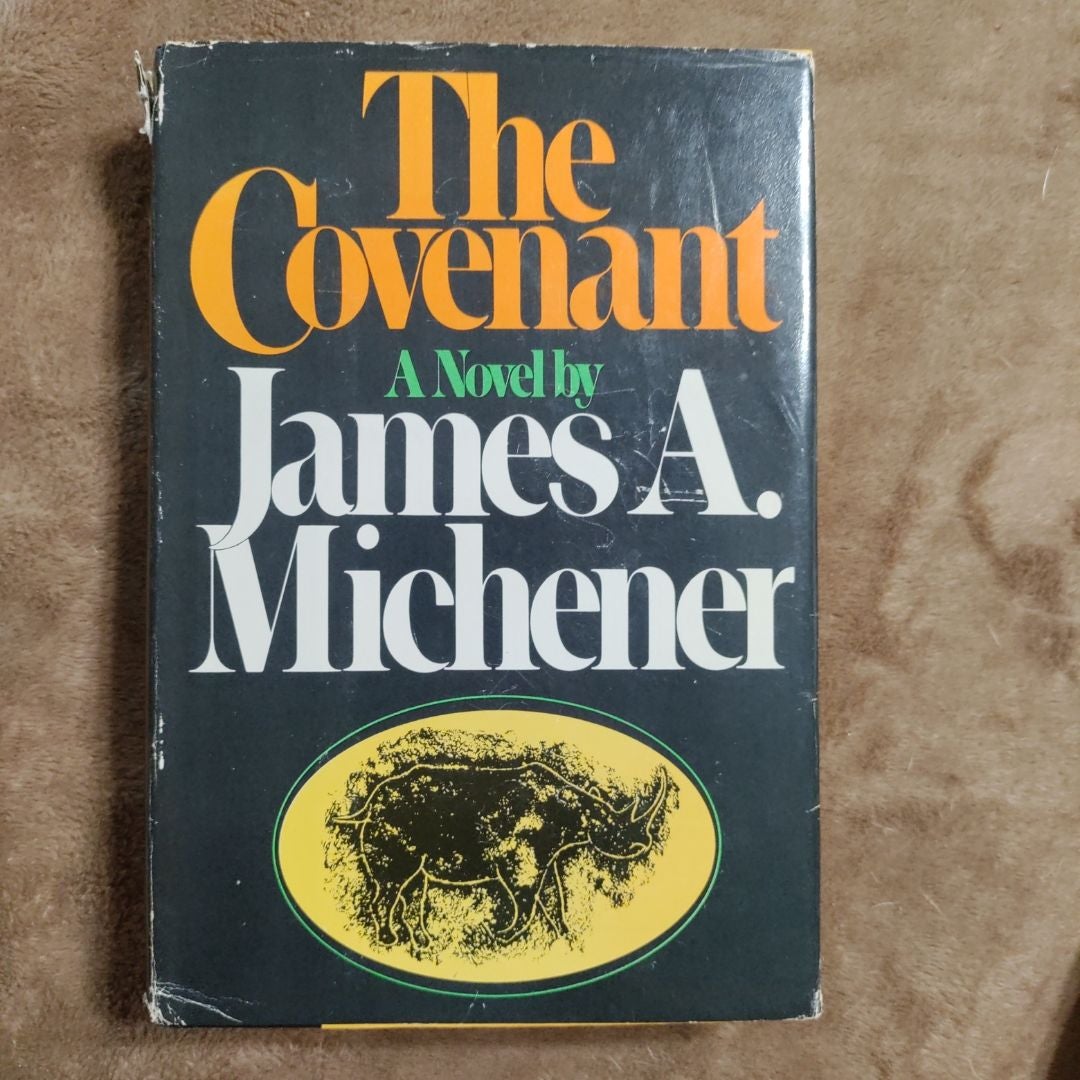 The
Covenant
A Novel by
James A.
Michener